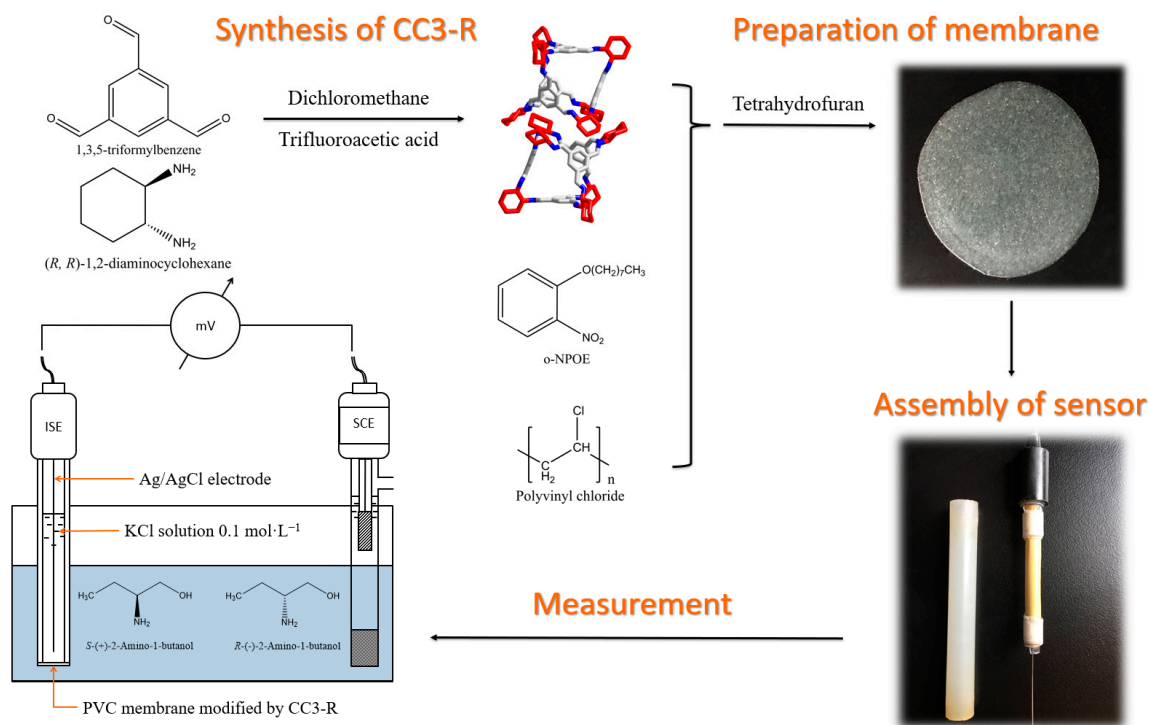 Synthesis of CC3-R
Preparation of membrane
O
O
O
1,3,5-triformylbenzene
Dichloromethane
Trifluoroacetic acid
Tetrahydrofuran
NH2
NH2
(R, R)-1,2-diaminocyclohexane
O(CH2)7CH3
NO2
o-NPOE
Cl
CH
C
H2
n
Polyvinyl chloride
Assembly of sensor
mV
ISE
SCE
Ag/AgCl electrode
KCl solution 0.1 mol·L−1
H3C
OH
NH2
S-(+)-2-Amino-1-butanol
H3C
OH
NH2
R-(-)-2-Amino-1-butanol
PVC membrane modified by CC3-R
Measurement